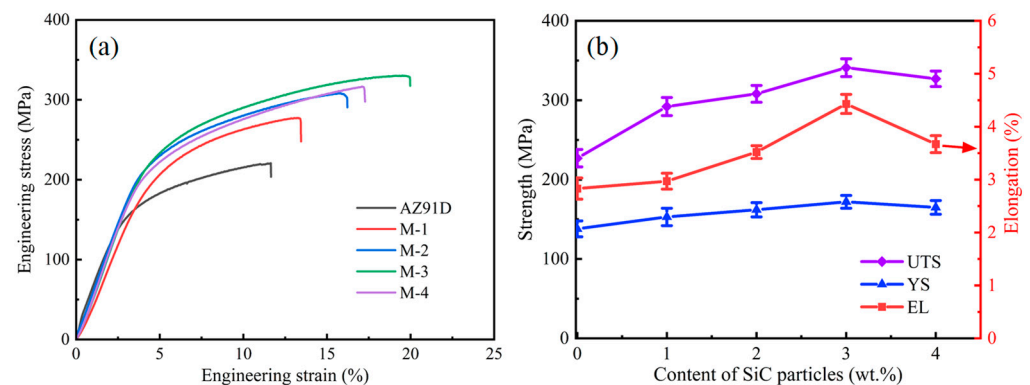 (a)
400
300
200
100
0
Engineering stress (MPa)
AZ91D
M-1
M-2
M-3
M-4
0 5 10 15 20 25
Engineering strain (%)
(b)
400
300
200
100
0
Strength (MPa)
UTS
YS
EL
0 1 2 3 4
Content of SiC particles (wt.%)
6
5
4
3
2
1
0
Elongation (%)